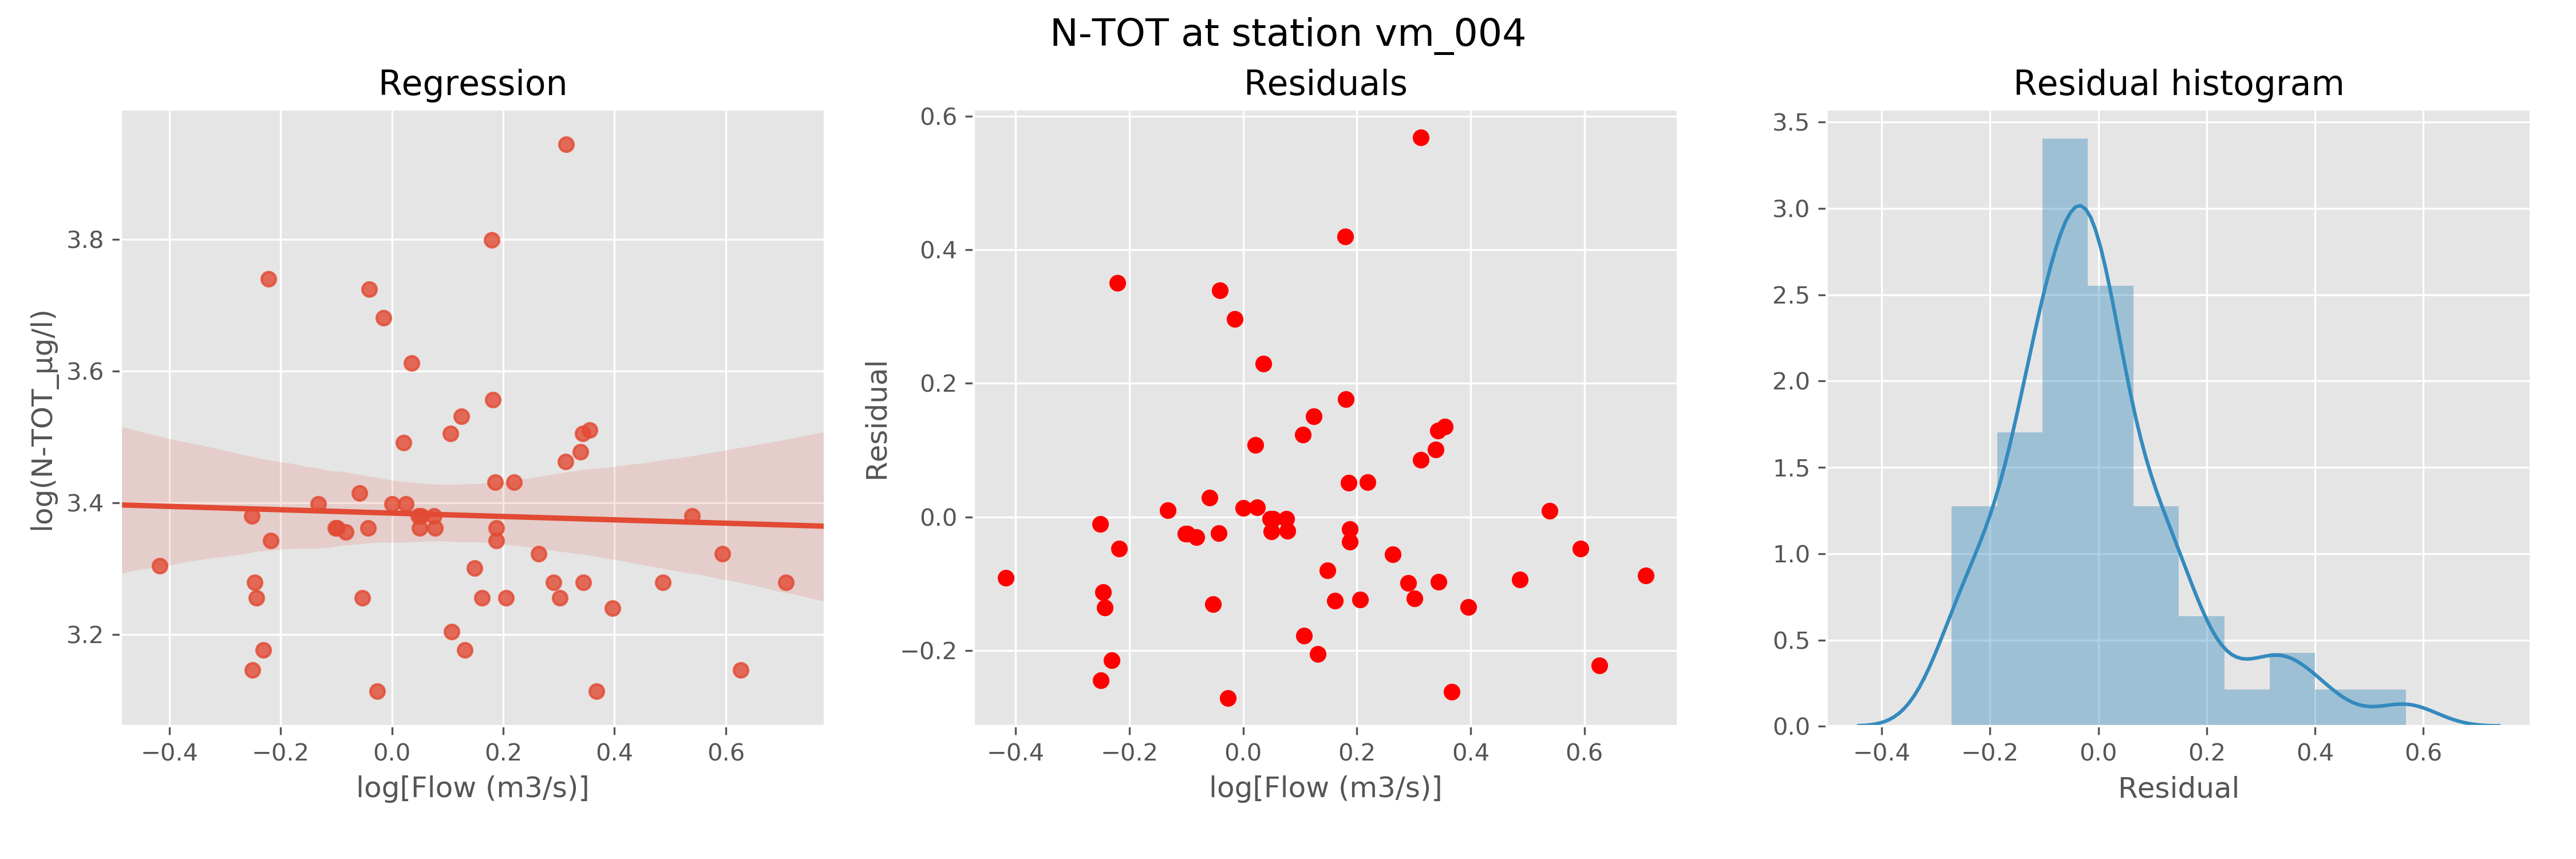 N-TOT at station vm_004
Regression
Residuals
Residual histogram
log(N-TOT_µg/l)
3.8
3.6
3.4
3.2
−0.4 −0.2 0.0 0.2 0.4 0.6
log[Flow (m3/s)]
Residual
0.6
0.4
0.2
0.0
−0.2
−0.4 −0.2 0.0 0.2 0.4 0.6
log[Flow (m3/s)]
3.5
3.0
2.5
2.0
1.5
1.0
0.5
0.0
−0.4 −0.2 0.0 0.2 0.4 0.6
Residual